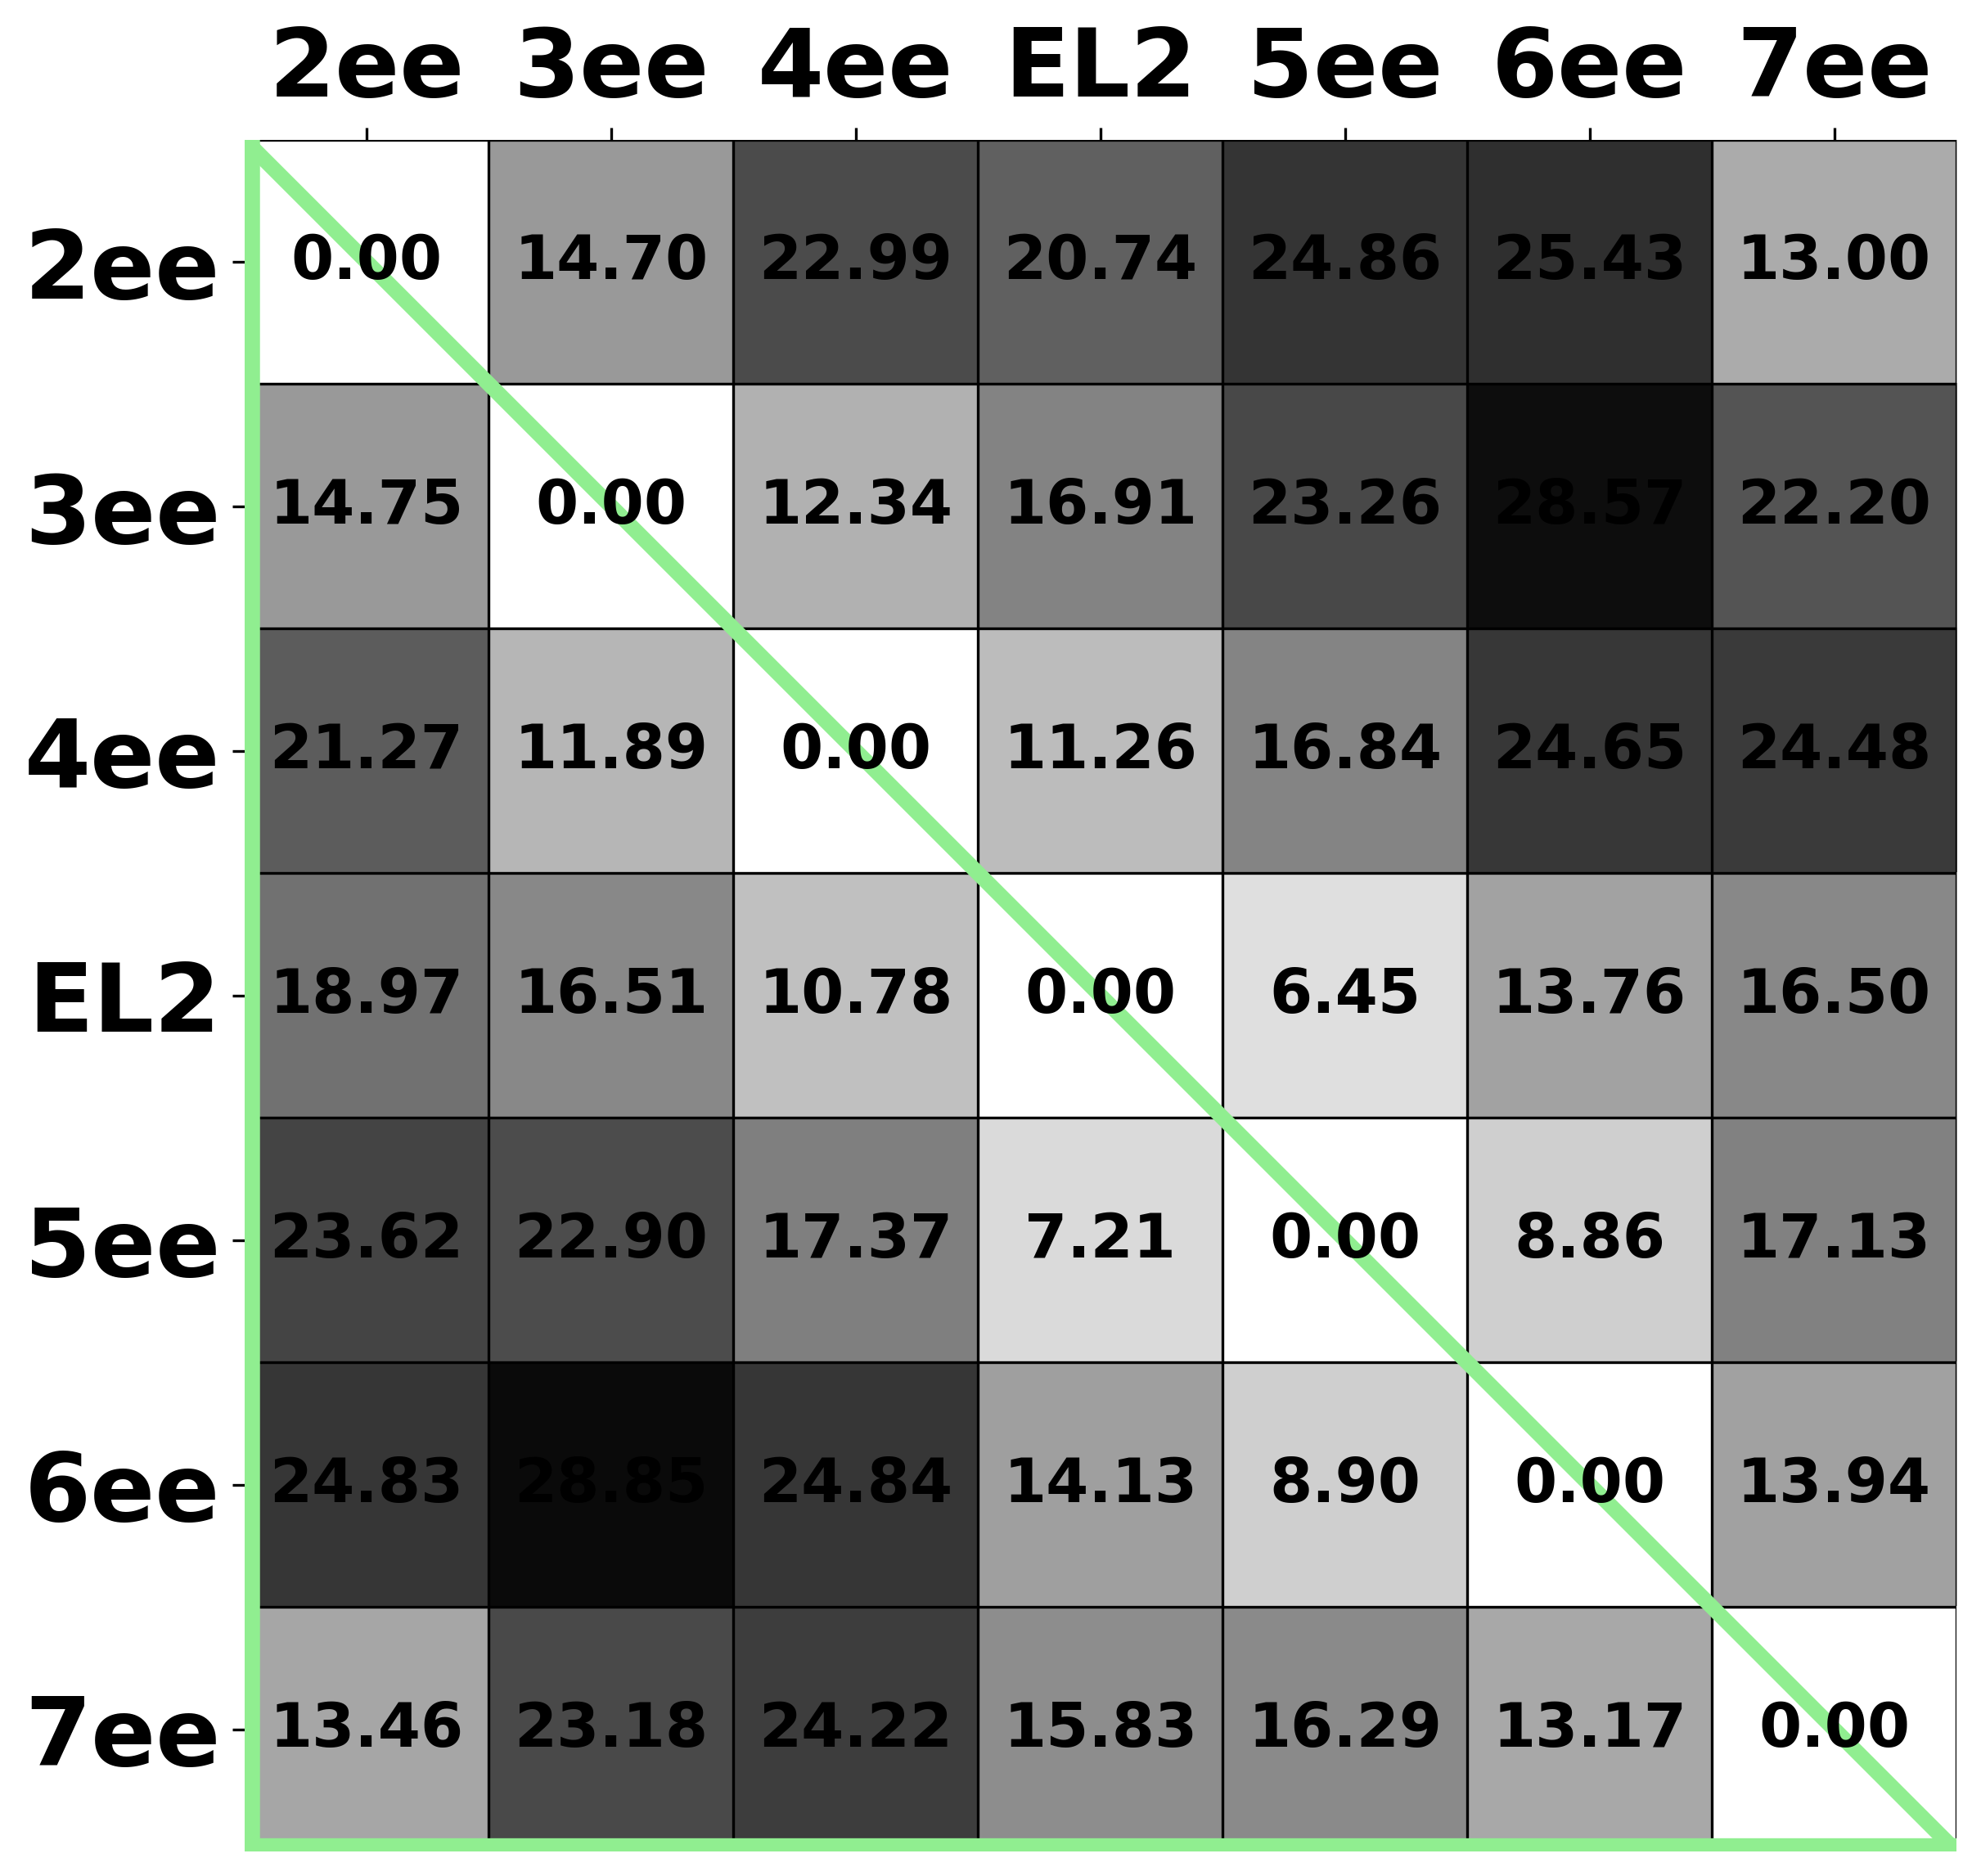 2ee 3ee 4ee EL2 5ee 6ee 7ee
2ee 0.00 14.70 22.99 20.74 24.86 25.43 13.00
3ee 14.75 0.00 12.34 16.91 23.26 28.57 22.20
4ee 21.27 11.89 0.00 11.26 16.84 24.65 24.48
EL2 18.97 16.51 10.78 0.00 6.45 13.76 16.50
5ee 23.62 22.90 17.37 7.21 0.00 8.86 17.13
6ee 24.83 28.85 24.84 14.13 8.90 0.00 13.94
7ee 13.46 23.18 24.22 15.83 16.29 13.17 0.00